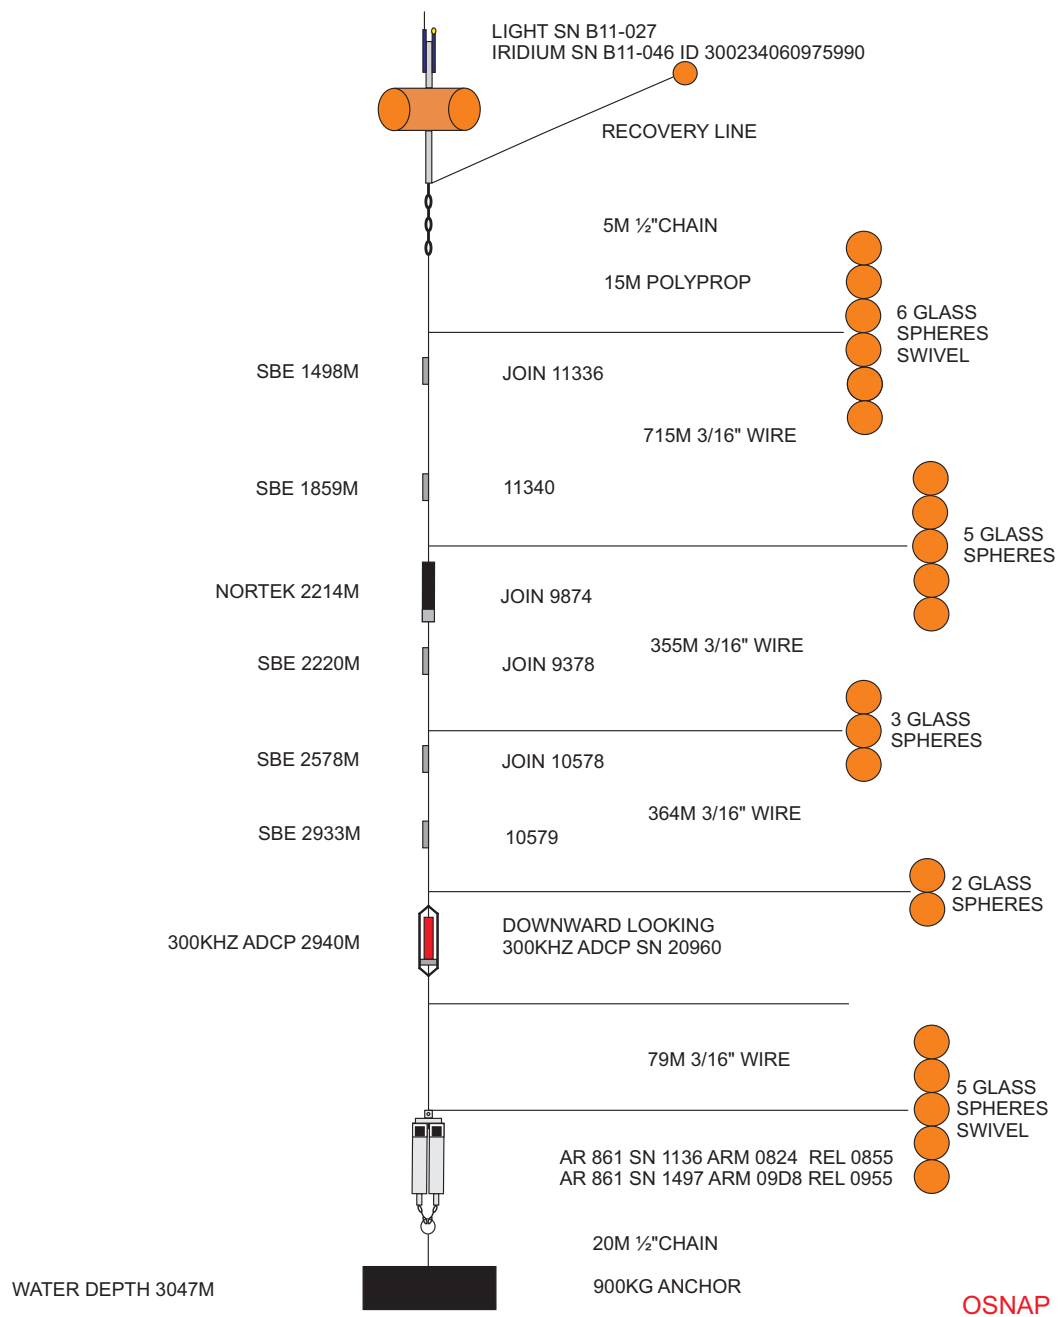 LIGHT SN B11-027
IRIDIUM SN B11-046 ID 300234060975990
RECOVERY LINE
5M ½"CHAIN
15M POLYPROP
6 GLASS
SPHERES
SWIVEL
SBE 1498M
JOIN 11336
715M 3/16" WIRE
SBE 1859M
11340
5 GLASS
SPHERES
NORTEK 2214M
JOIN 9874
355M 3/16" WIRE
SBE 2220M
JOIN 9378
3 GLASS
SPHERES
SBE 2578M
JOIN 10578
364M 3/16" WIRE
SBE 2933M
10579
2 GLASS
SPHERES
300KHZ ADCP 2940M
DOWNWARD LOOKING
300KHZ ADCP SN 20960
79M 3/16" WIRE
5 GLASS
SPHERES
SWIVEL
AR 861 SN 1136 ARM 0824 REL 0855
AR 861 SN 1497 ARM 09D8 REL 0955
20M ½"CHAIN
WATER DEPTH 3047M
900KG ANCHOR
OSNAP